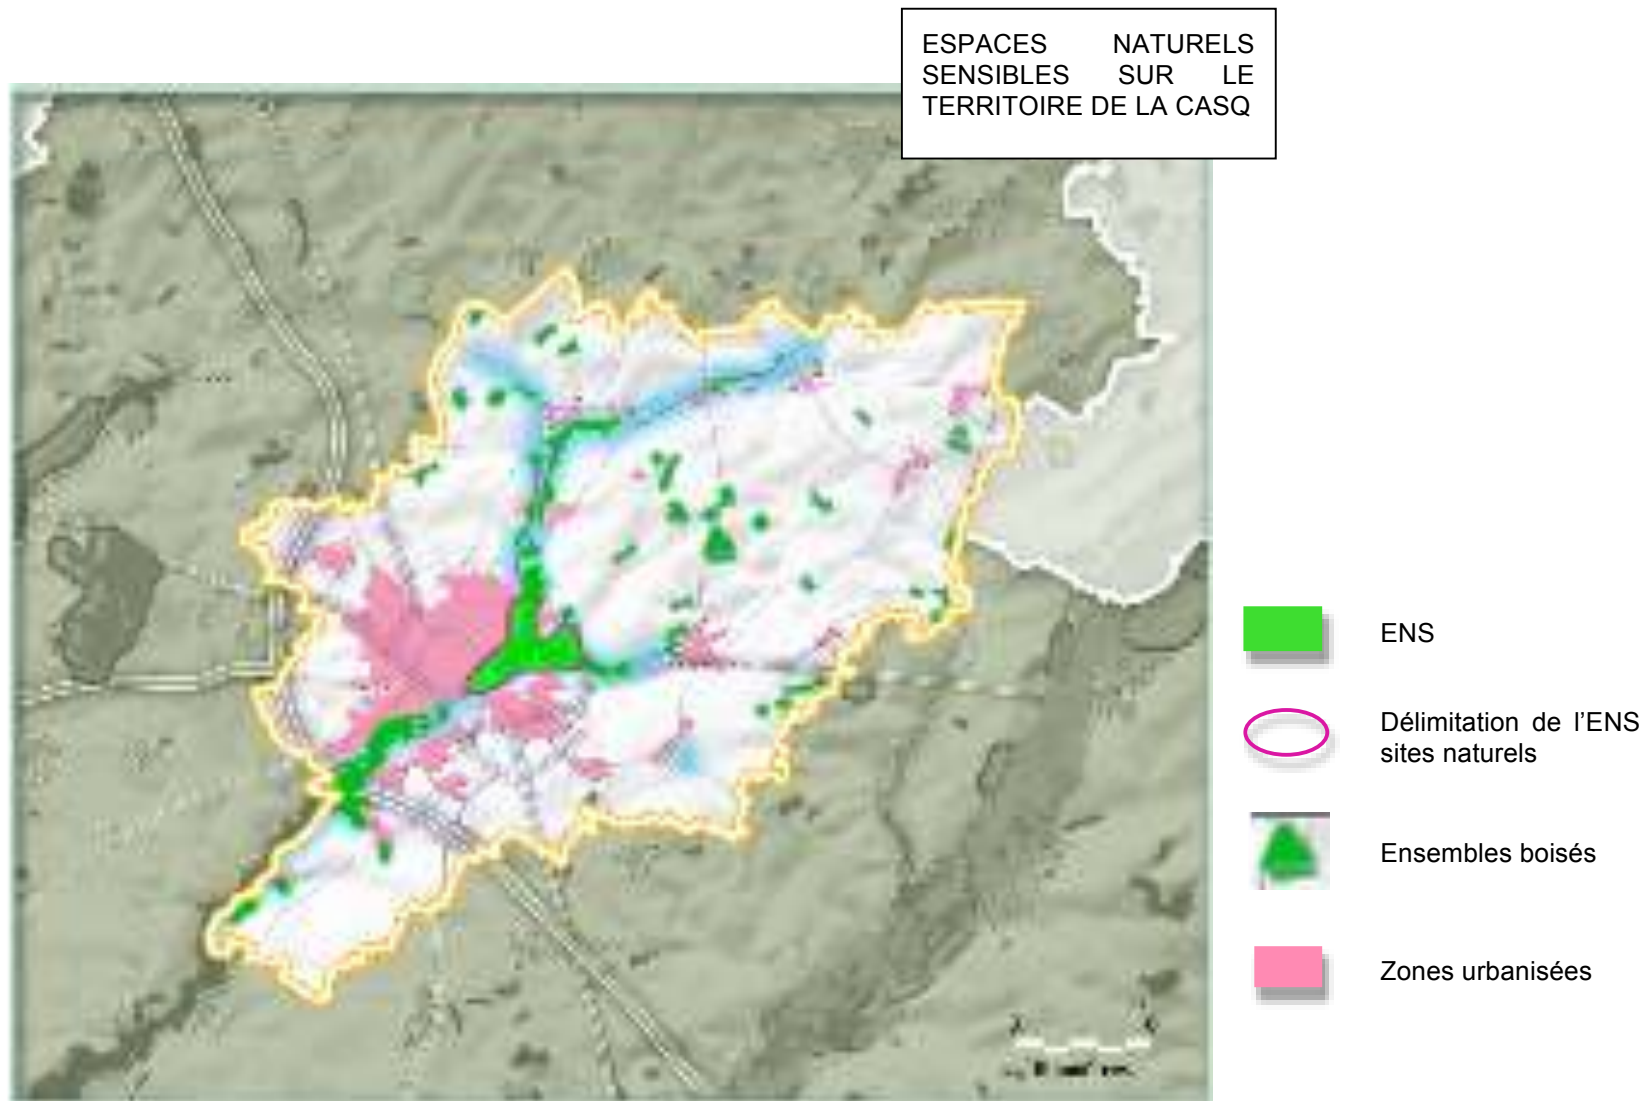 ESPACES NATURELS
SENSIBLES SUR LE
TERRITOIRE DE LA CASQ
ENS
Délimitation de l'ENS
sites naturels
Ensembles boisés
Zones urbanisées